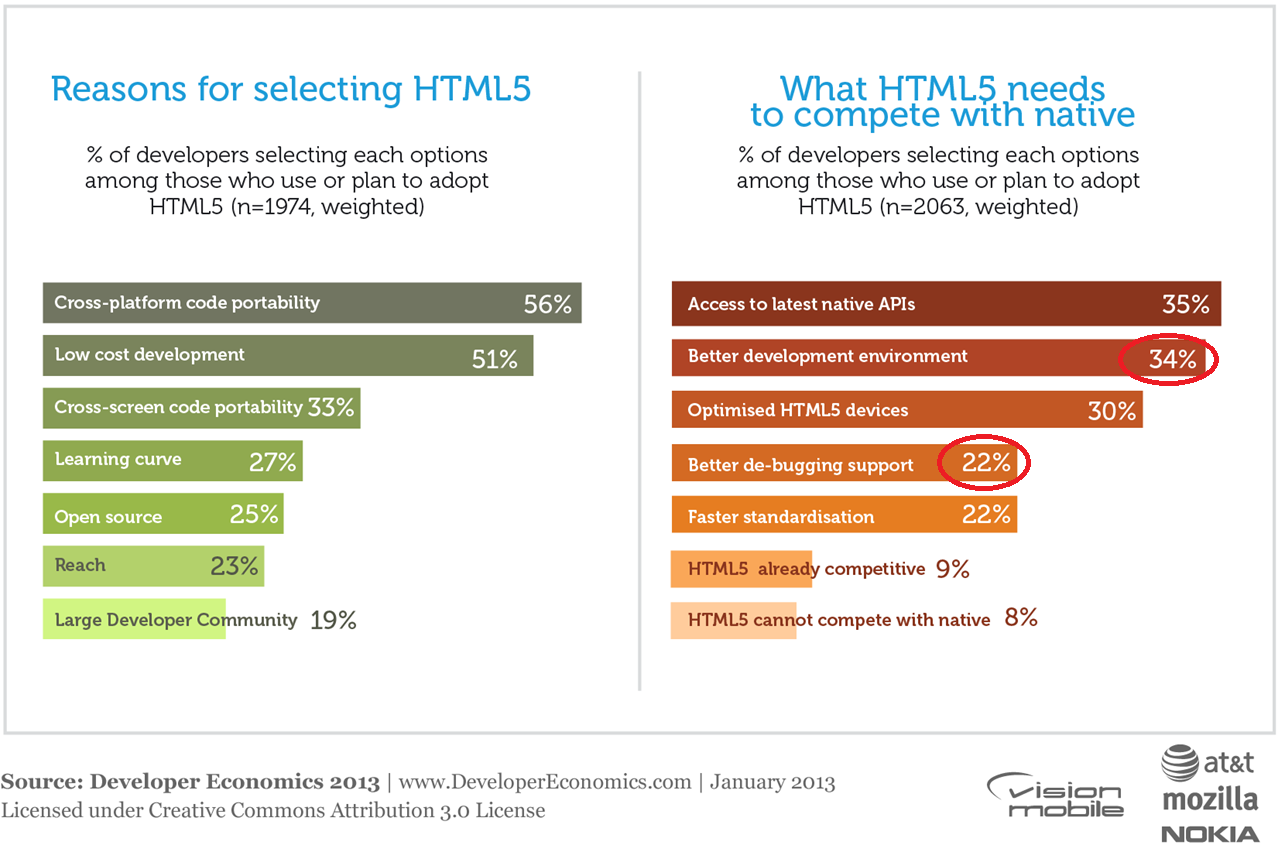 Reasons for selecting HTML5
% of developers selecting each options
among those who use or plan to adopt
HTML5 (n=1974, weighted)
Cross-platform code portability 56%
Low cost development 51%
Cross-screen code portability 33%
Learning curve 27%
Open source 25%
Reach 23%
Large Developer Community 19%
What HTML5 needs
to compete with native
% of developers selecting each options
among those who use or plan to adopt
HTML5 (n=2063, weighted)
Access to latest native APIs 35%
Better development environment 34%
Optimised HTML5 devices 30%
Better de-bugging support 22%
Faster standardisation 22%
HTML5 already competitive 9%
HTML5 cannot compete with native 8%
Source: Developer Economics 2013 | www.DeveloperEconomics.com | January 2013
Licensed under Creative Commons Attribution 3.0 License
vision
mobile
at&t
mozilla
NOKIA